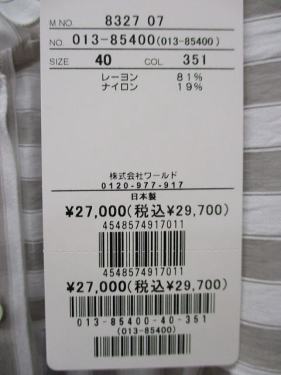 M NO. 8327 07
NO. 013-85400(013-85400)
SIZE 40 COL 351
レーヨン 81%
ナイロン 19%
株式会社ワールド
0120-977-917
日本製
¥27,000(税込¥29,700)
4548574917011
4548574917011
¥27,000(税込¥29,700)
013-85400-40-351
(013-85400)